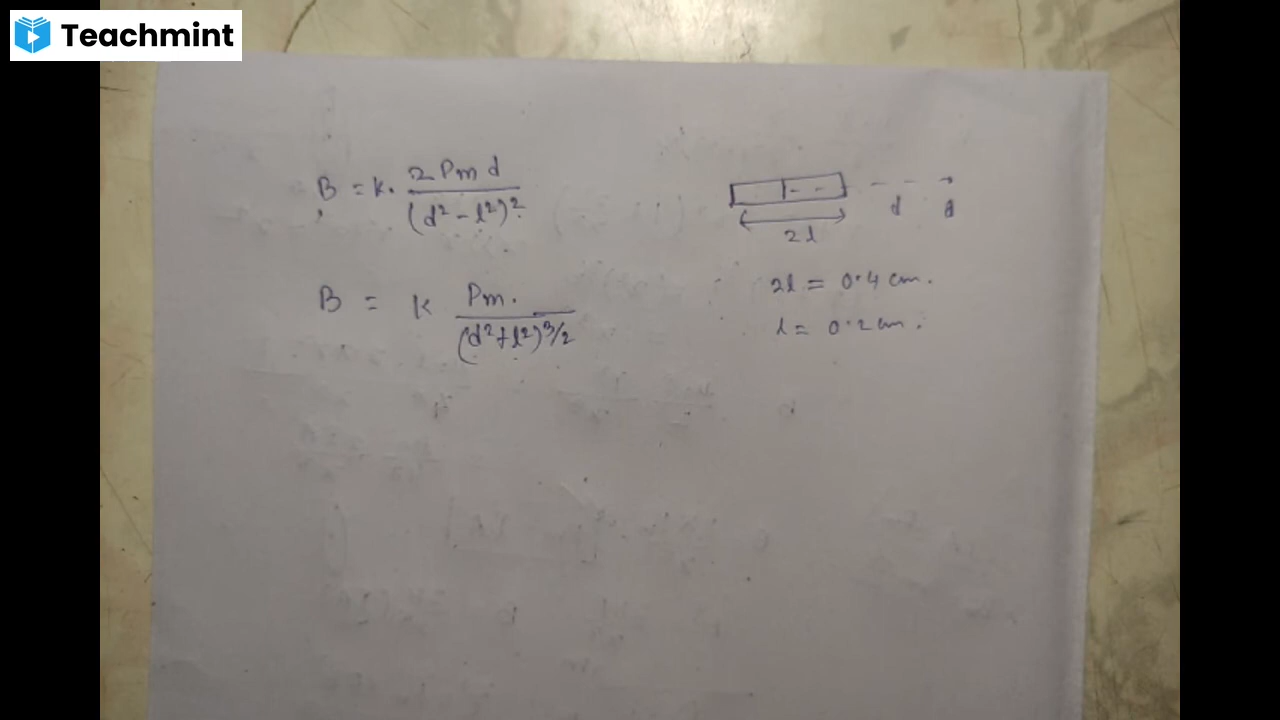 Teachmint
B = K. 2 Pm d / (d² - l²)²
d
2l
2l = 0.4 cm.
B = K Pm. / (d² + l²)^3/2
l = 0.2 cm.